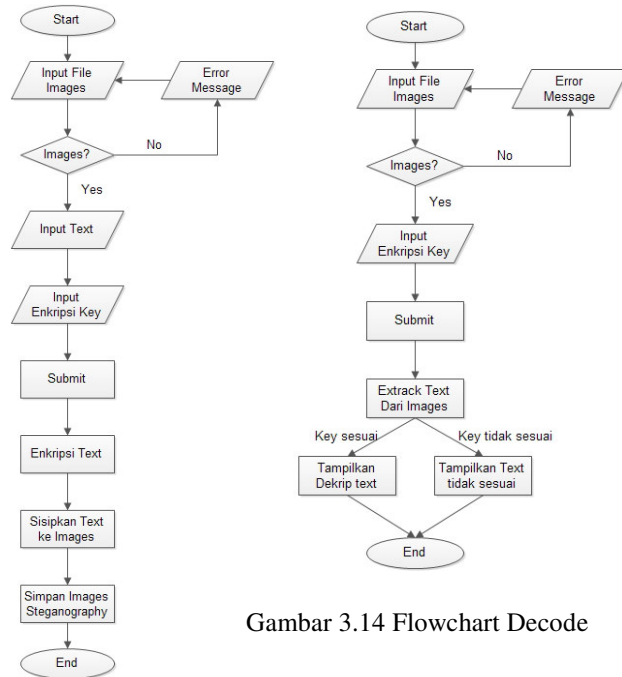 Start
Input File
Images
Error
Message
Images?
No
Yes
Input Text
Input
Enkripsi Key
Submit
Enkripsi Text
Sisipkan Text
ke Images
Simpan Images
Steganography
End
Start
Input File
Images
Error
Message
Images?
No
Yes
Input
Enkripsi Key
Submit
Extrack Text
Dari Images
Key sesuai
Key tidak sesuai
Tampilkan
Dekrip text
Tampilkan Text
tidak sesuai
End
Gambar 3.14 Flowchart Decode